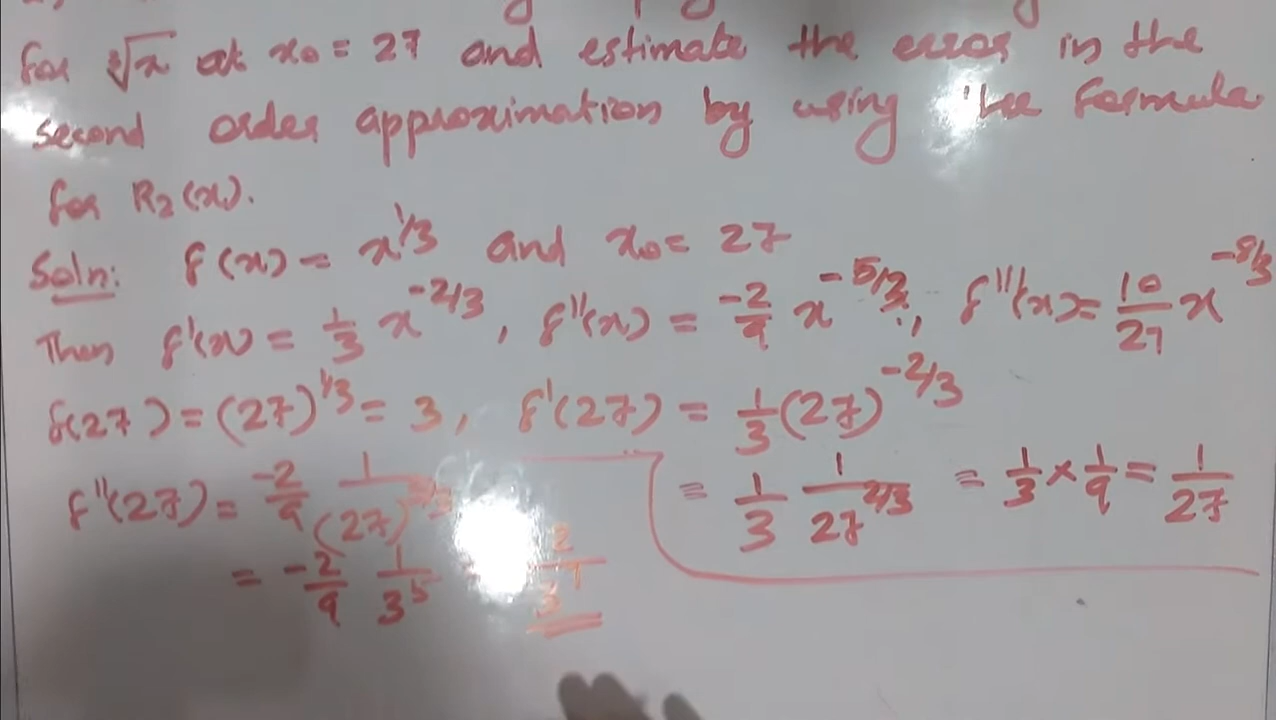 for ∛x at x₀ = 27 and estimate the error in the
second order approximation by using the formula
for R₂(x).
Soln: f(x) = x^1/3 and x₀ = 27
Then f'(x) = 1/3 x^-2/3, f''(x) = -2/9 x^-5/3, f'''(x) = 10/27 x^-8/3
f(27) = (27)^1/3 = 3, f'(27) = 1/3 (27)^-2/3
= 1/3 1/27^2/3 = 1/3 × 1/9 = 1/27
f''(27) = -2/9 1/(27)^5/3
= -2/9 1/3^5 2/3^7